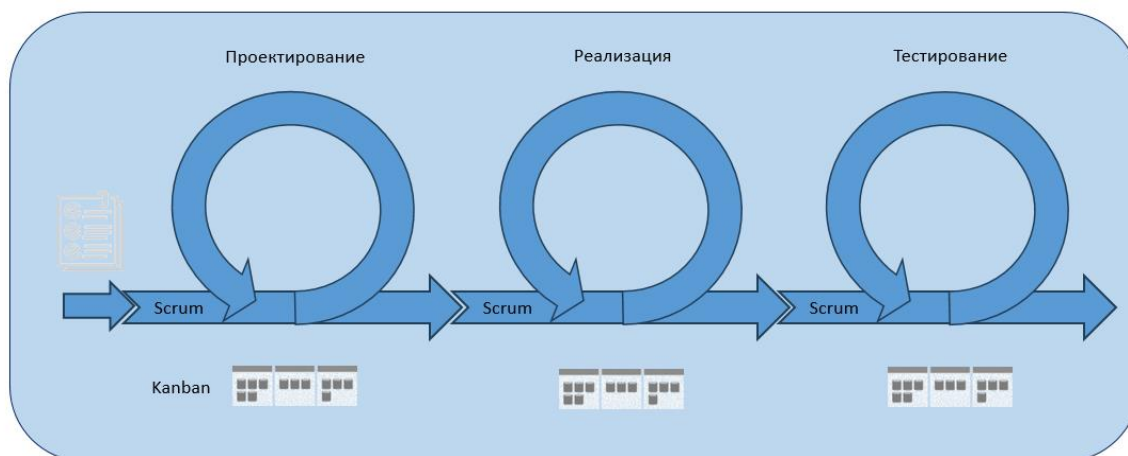 Проектирование
Реализация
Тестирование
Scrum
Scrum
Scrum
Kanban